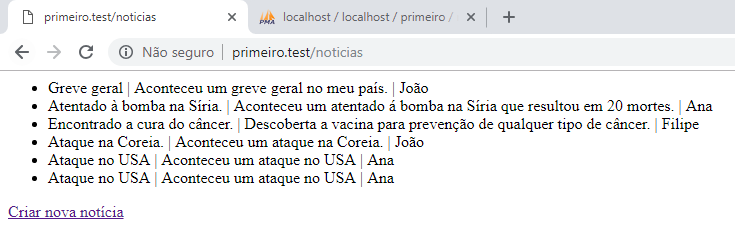 primeiro.test/noticias
PMA localhost / localhost / primeiro /
Não seguro | primeiro.test/noticias
Greve geral | Aconteceu um greve geral no meu país. | João
Atentado à bomba na Síria. | Aconteceu um atentado á bomba na Síria que resultou em 20 mortes. | Ana
Encontrado a cura do câncer. | Descoberta a vacina para prevenção de qualquer tipo de câncer. | Filipe
Ataque na Coreia. | Aconteceu um ataque na Coreia. | João
Ataque no USA | Aconteceu um ataque no USA | Ana
Ataque no USA | Aconteceu um ataque no USA | Ana
Criar nova notícia